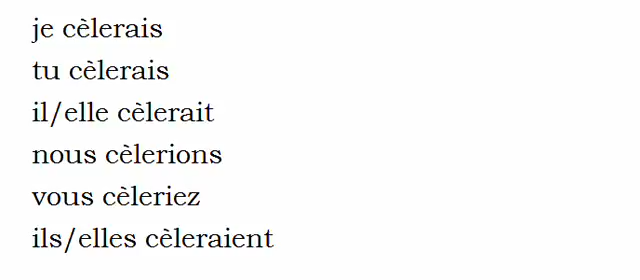 je cèlerais
tu cèlerais
il/elle cèlerait
nous cèlerions
vous cèleriez
ils/elles cèleraient